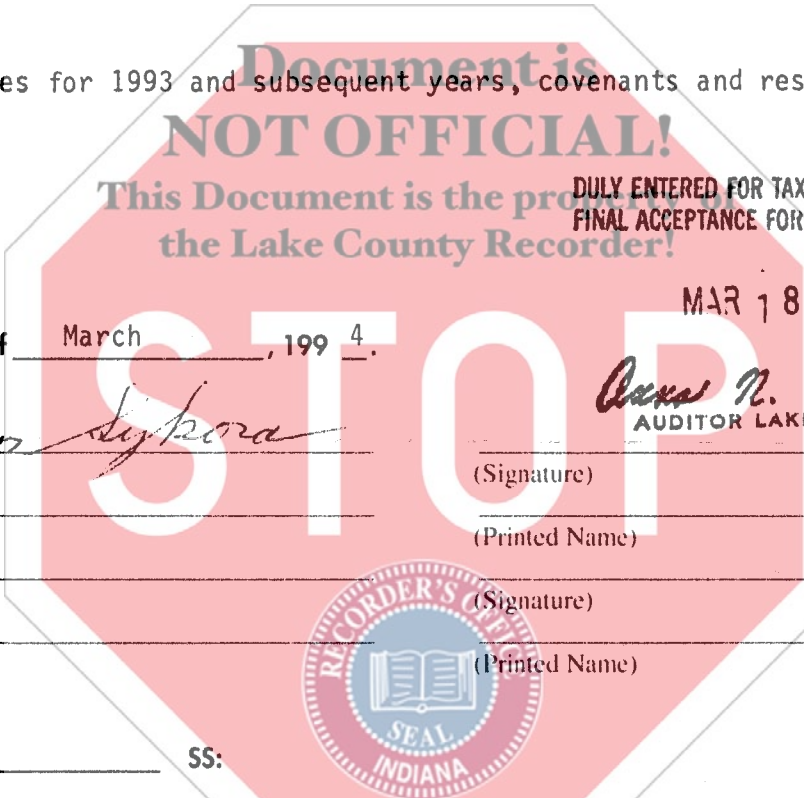 es for 1993 and subsequent years, covenants and res
Document is
NOT OFFICIAL!
This Document is the property of
the Lake County Recorder!
DULY ENTERED FOR TAX
FINAL ACCEPTANCE FOR
MAR 18
f March , 199 4.
Sykora
Anna N.
AUDITOR LAK
STOP
(Signature)
(Printed Name)
(Signature)
(Printed Name)
RECORDER'S OFFICE
SEAL
INDIANA
SS: